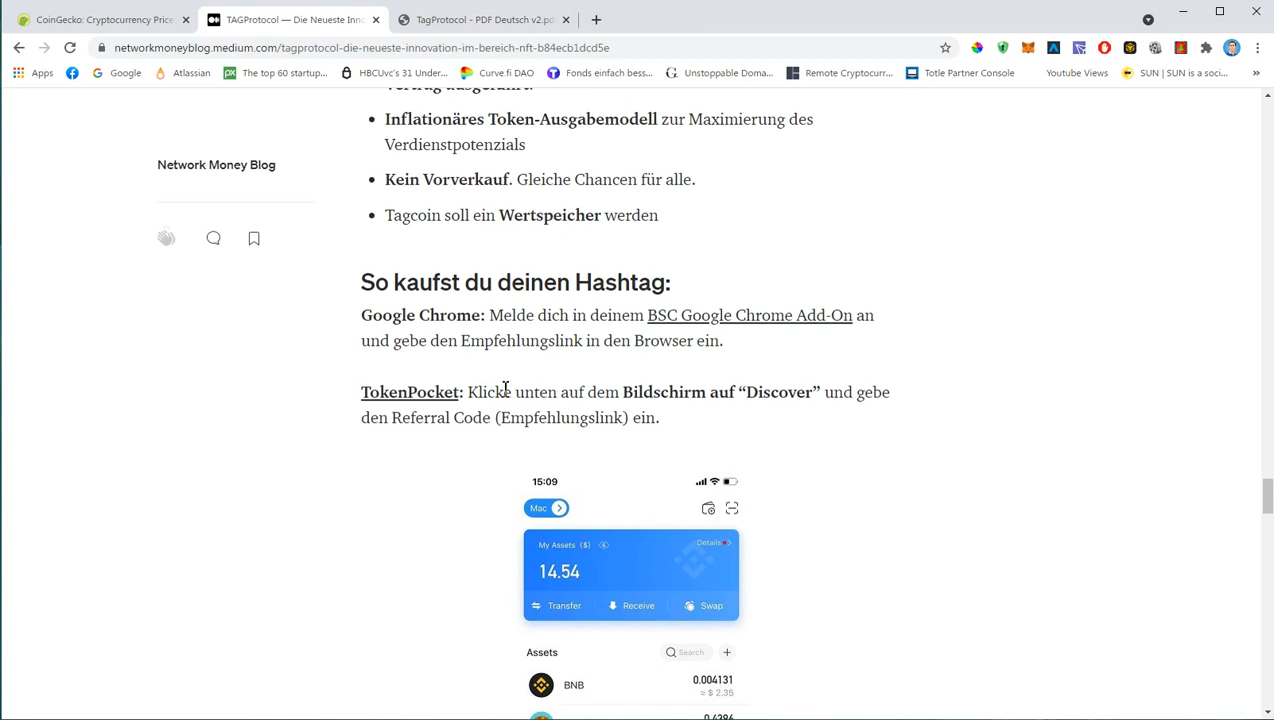 CoinGecko: Cryptocurrency Price
TAGProtocol — Die Neueste Inno
TagProtocol - PDF Deutsch v2.pd
networkmoneyblog.medium.com/tagprotocol-die-neueste-innovation-im-bereich-nft-b84ecb1dcd5e
Apps
Google
Atlassian
The top 60 startup...
HBCUvc's 31 Under...
Curve.fi DAO
Fonds einfach bess...
Unstoppable Doma...
Remote Cryptocurr...
Totle Partner Console
Youtube Views
SUN | SUN is a soci...
»
Vertrag ausgeführt.
• Inflationäres Token-Ausgabemodell zur Maximierung des
Verdienstpotenzials
Network Money Blog
• Kein Vorverkauf. Gleiche Chancen für alle.
• Tagcoin soll ein Wertspeicher werden
So kaufst du deinen Hashtag:
Google Chrome: Melde dich in deinem BSC Google Chrome Add-On an
und gebe den Empfehlungslink in den Browser ein.
TokenPocket: Klicke unten auf dem Bildschirm auf “Discover” und gebe
den Referral Code (Empfehlungslink) ein.
15:09
Mac
My Assets ($)
Details
14.54
Transfer
Receive
Swap
Assets
Search
BNB
0.004131
≈ $ 2.35